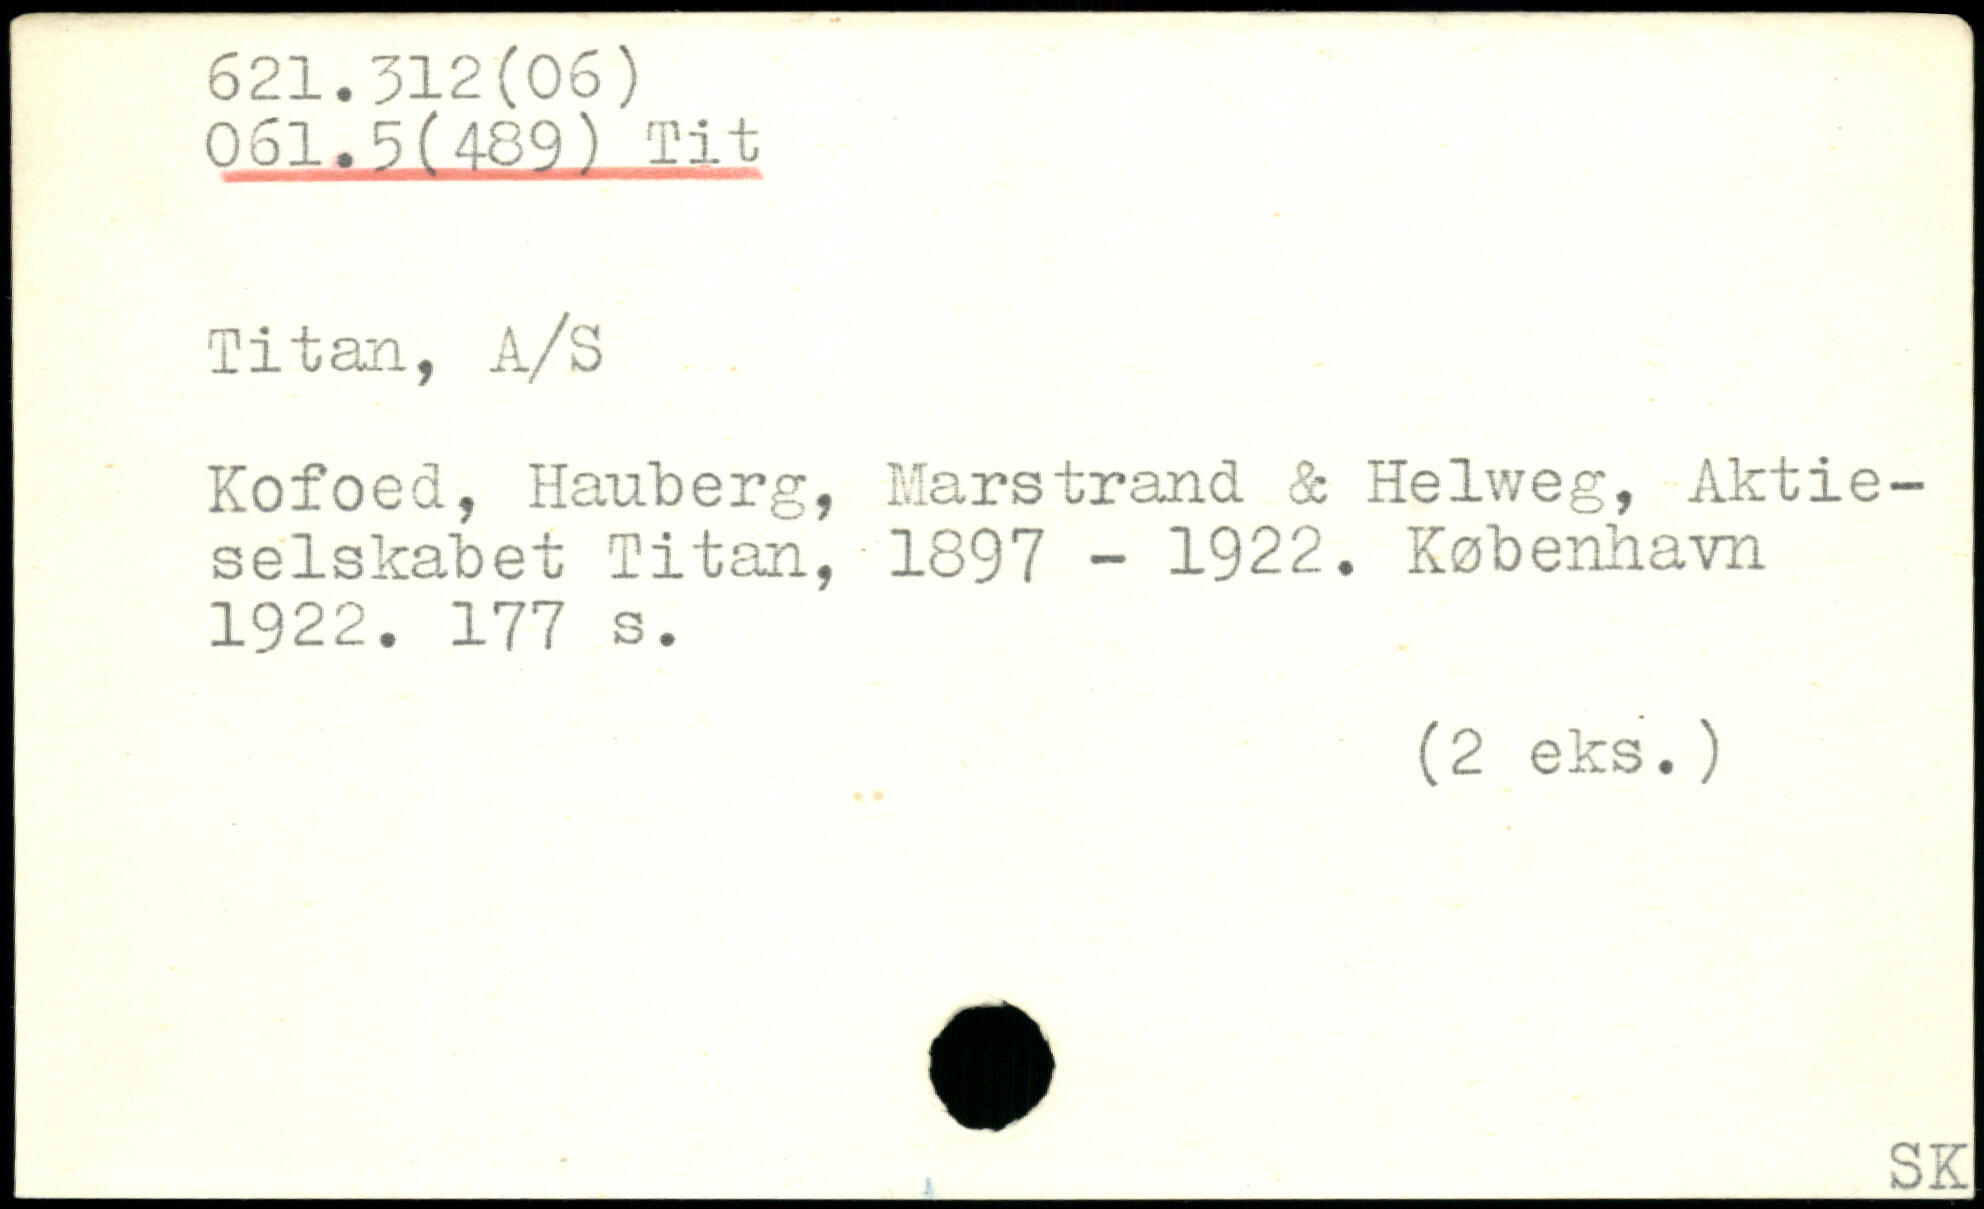 621.312(06)
061.5(489) Tit
Titan, A/S
Kofoed, Hauberg, Marstrand & Helweg, Aktie-
selskabet Titan, 1897 - 1922. København
1922. 177 s.
(2 eks.)
SK